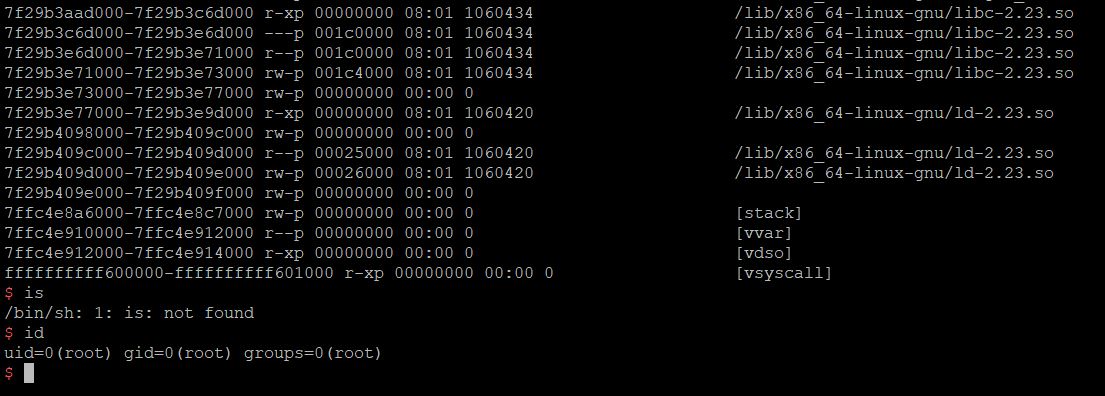 7f29b3aad000-7f29b3c6d000 r-xp 00000000 08:01 1060434 /lib/x86_64-linux-gnu/libc-2.23.so
7f29b3c6d000-7f29b3e6d000 ---p 001c0000 08:01 1060434 /lib/x86_64-linux-gnu/libc-2.23.so
7f29b3e6d000-7f29b3e71000 r--p 001c0000 08:01 1060434 /lib/x86_64-linux-gnu/libc-2.23.so
7f29b3e71000-7f29b3e73000 rw-p 001c4000 08:01 1060434 /lib/x86_64-linux-gnu/libc-2.23.so
7f29b3e73000-7f29b3e77000 rw-p 00000000 00:00 0
7f29b3e77000-7f29b3e9d000 r-xp 00000000 08:01 1060420 /lib/x86_64-linux-gnu/ld-2.23.so
7f29b4098000-7f29b409c000 rw-p 00000000 00:00 0
7f29b409c000-7f29b409d000 r--p 00025000 08:01 1060420 /lib/x86_64-linux-gnu/ld-2.23.so
7f29b409d000-7f29b409e000 rw-p 00026000 08:01 1060420 /lib/x86_64-linux-gnu/ld-2.23.so
7f29b409e000-7f29b409f000 rw-p 00000000 00:00 0
7ffc4e8a6000-7ffc4e8c7000 rw-p 00000000 00:00 0 [stack]
7ffc4e910000-7ffc4e912000 r--p 00000000 00:00 0 [vvar]
7ffc4e912000-7ffc4e914000 r-xp 00000000 00:00 0 [vdso]
ffffffffff600000-ffffffffff601000 r-xp 00000000 00:00 0 [vsyscall]
$ is
/bin/sh: 1: is: not found
$ id
uid=0(root) gid=0(root) groups=0(root)
$